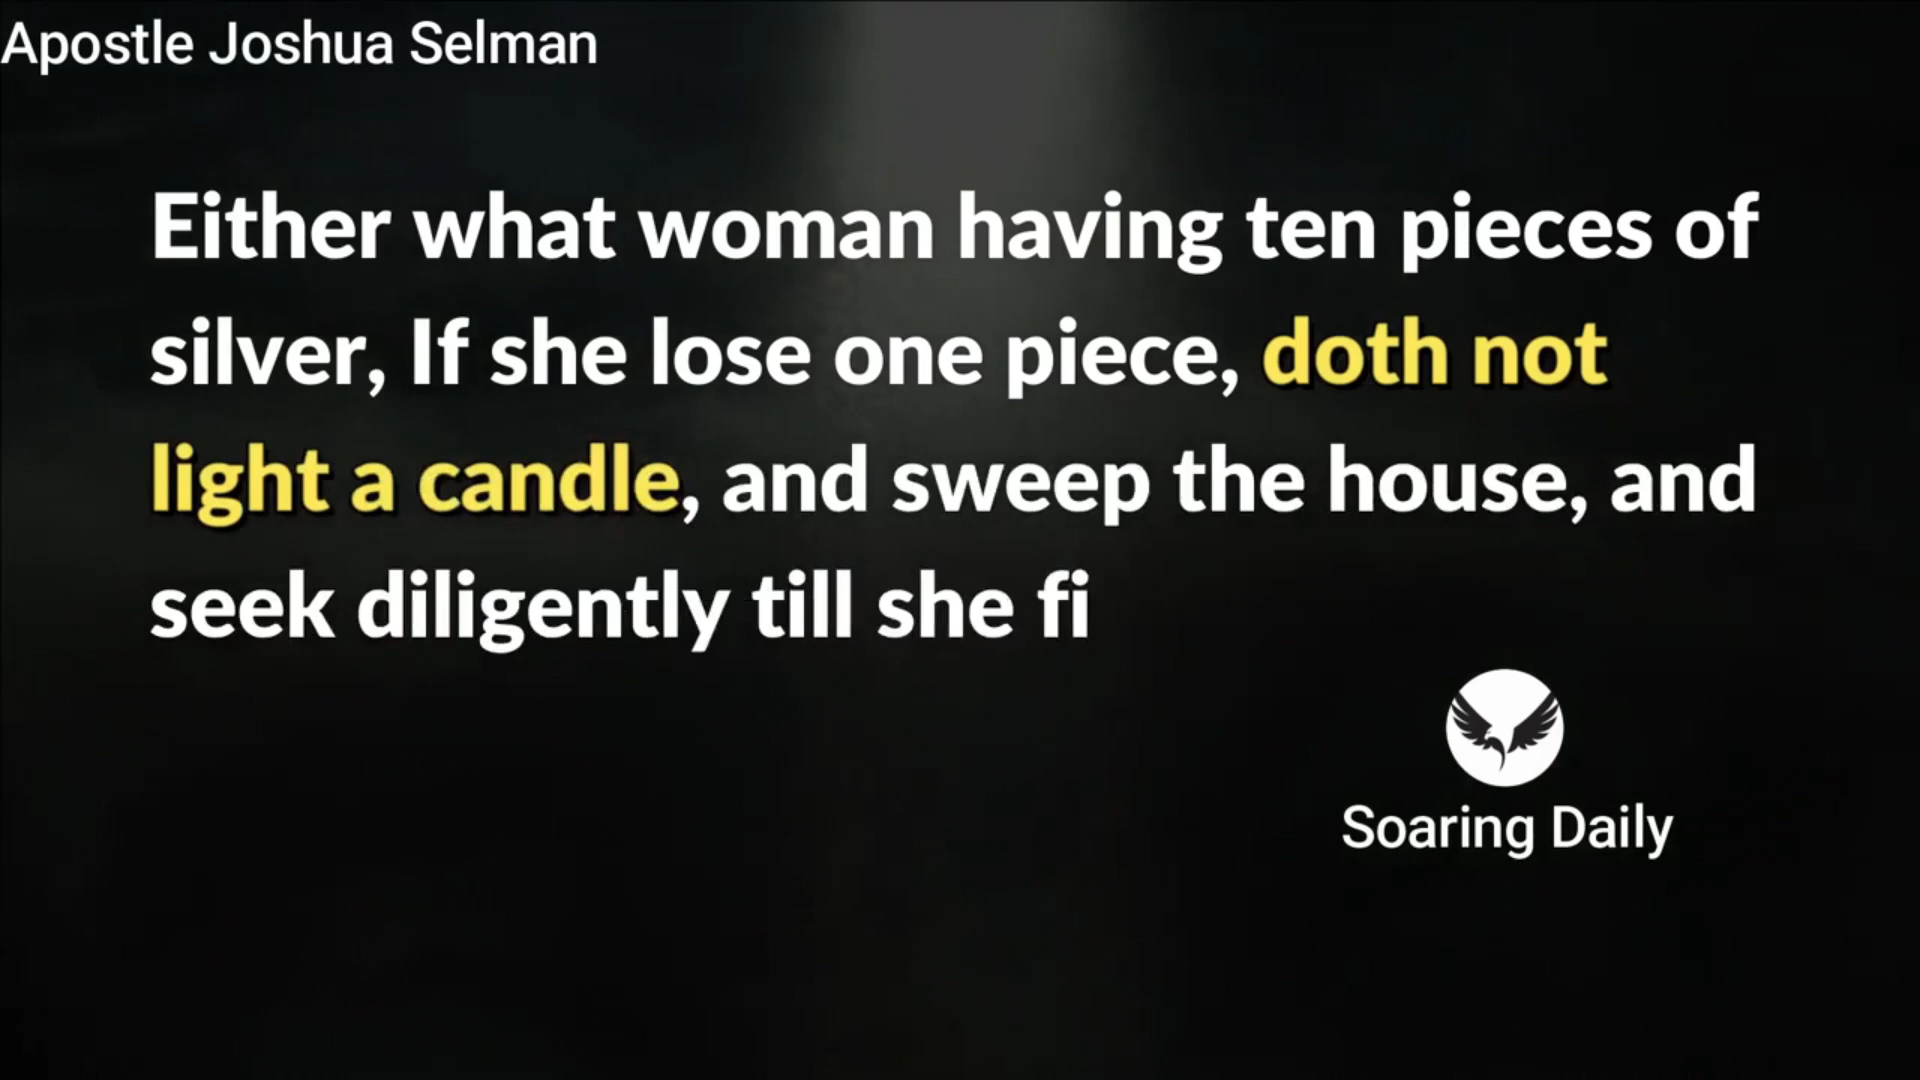 Apostle Joshua Selman
Either what woman having ten pieces of
silver, If she lose one piece, doth not
light a candle, and sweep the house, and
seek diligently till she fi
Soaring Daily